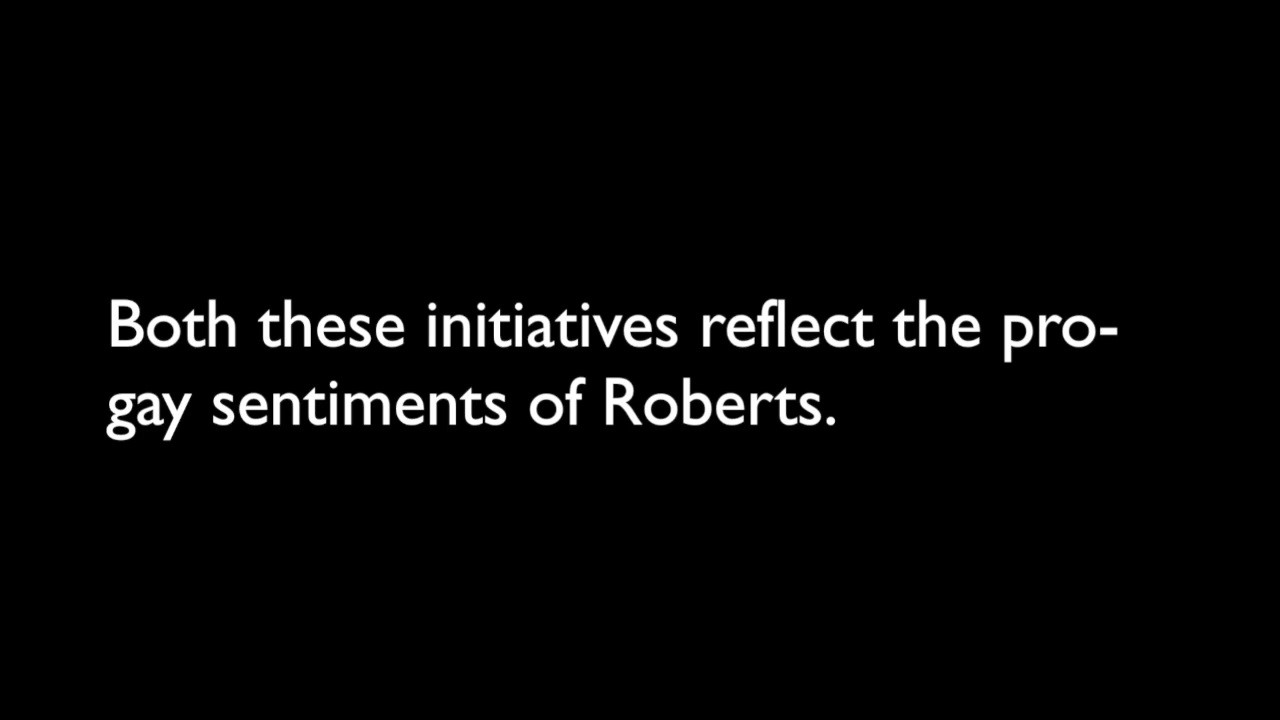 Both these initiatives reflect the pro-
gay sentiments of Roberts.